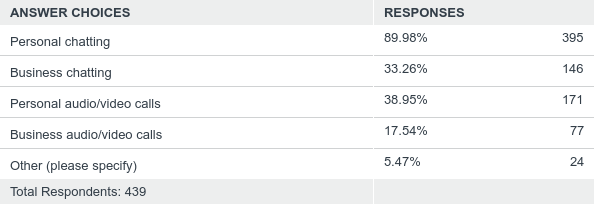 ANSWER CHOICES RESPONSES
Personal chatting 89.98% 395
Business chatting 33.26% 146
Personal audio/video calls 38.95% 171
Business audio/video calls 17.54% 77
Other (please specify) 5.47% 24
Total Respondents: 439